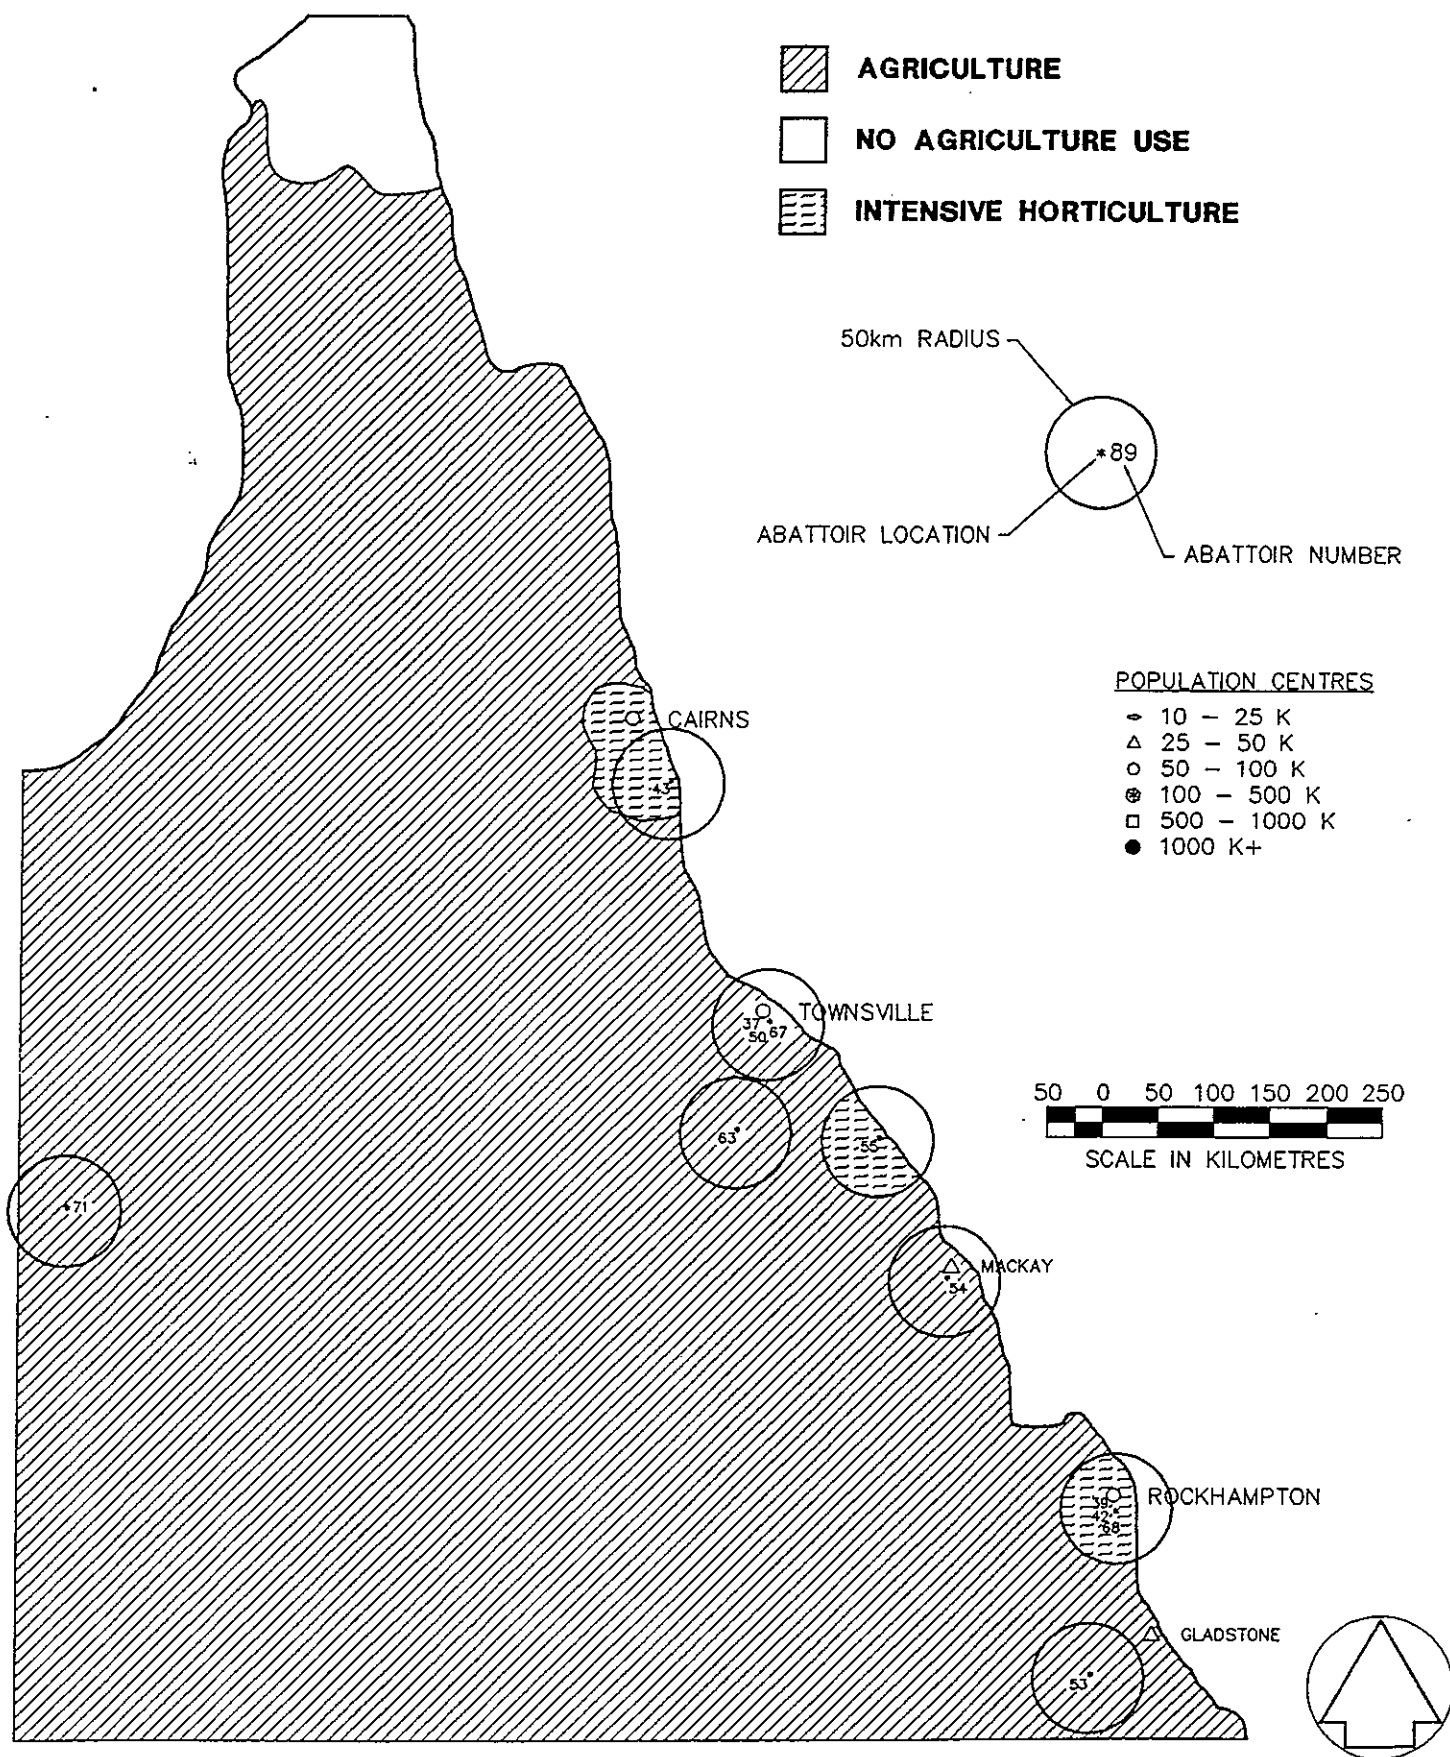 AGRICULTURE
NO AGRICULTURE USE
INTENSIVE HORTICULTURE
50km RADIUS
*89
ABATTOIR LOCATION
ABATTOIR NUMBER
POPULATION CENTRES
10 - 25 K
25 - 50 K
50 - 100 K
100 - 500 K
500 - 1000 K
1000 K+
CAIRNS
43
TOWNSVILLE
37
67
50
50 0 50 100 150 200 250
SCALE IN KILOMETRES
63
55
71
MACKAY
54
ROCKHAMPTON
39
42
68
GLADSTONE
53